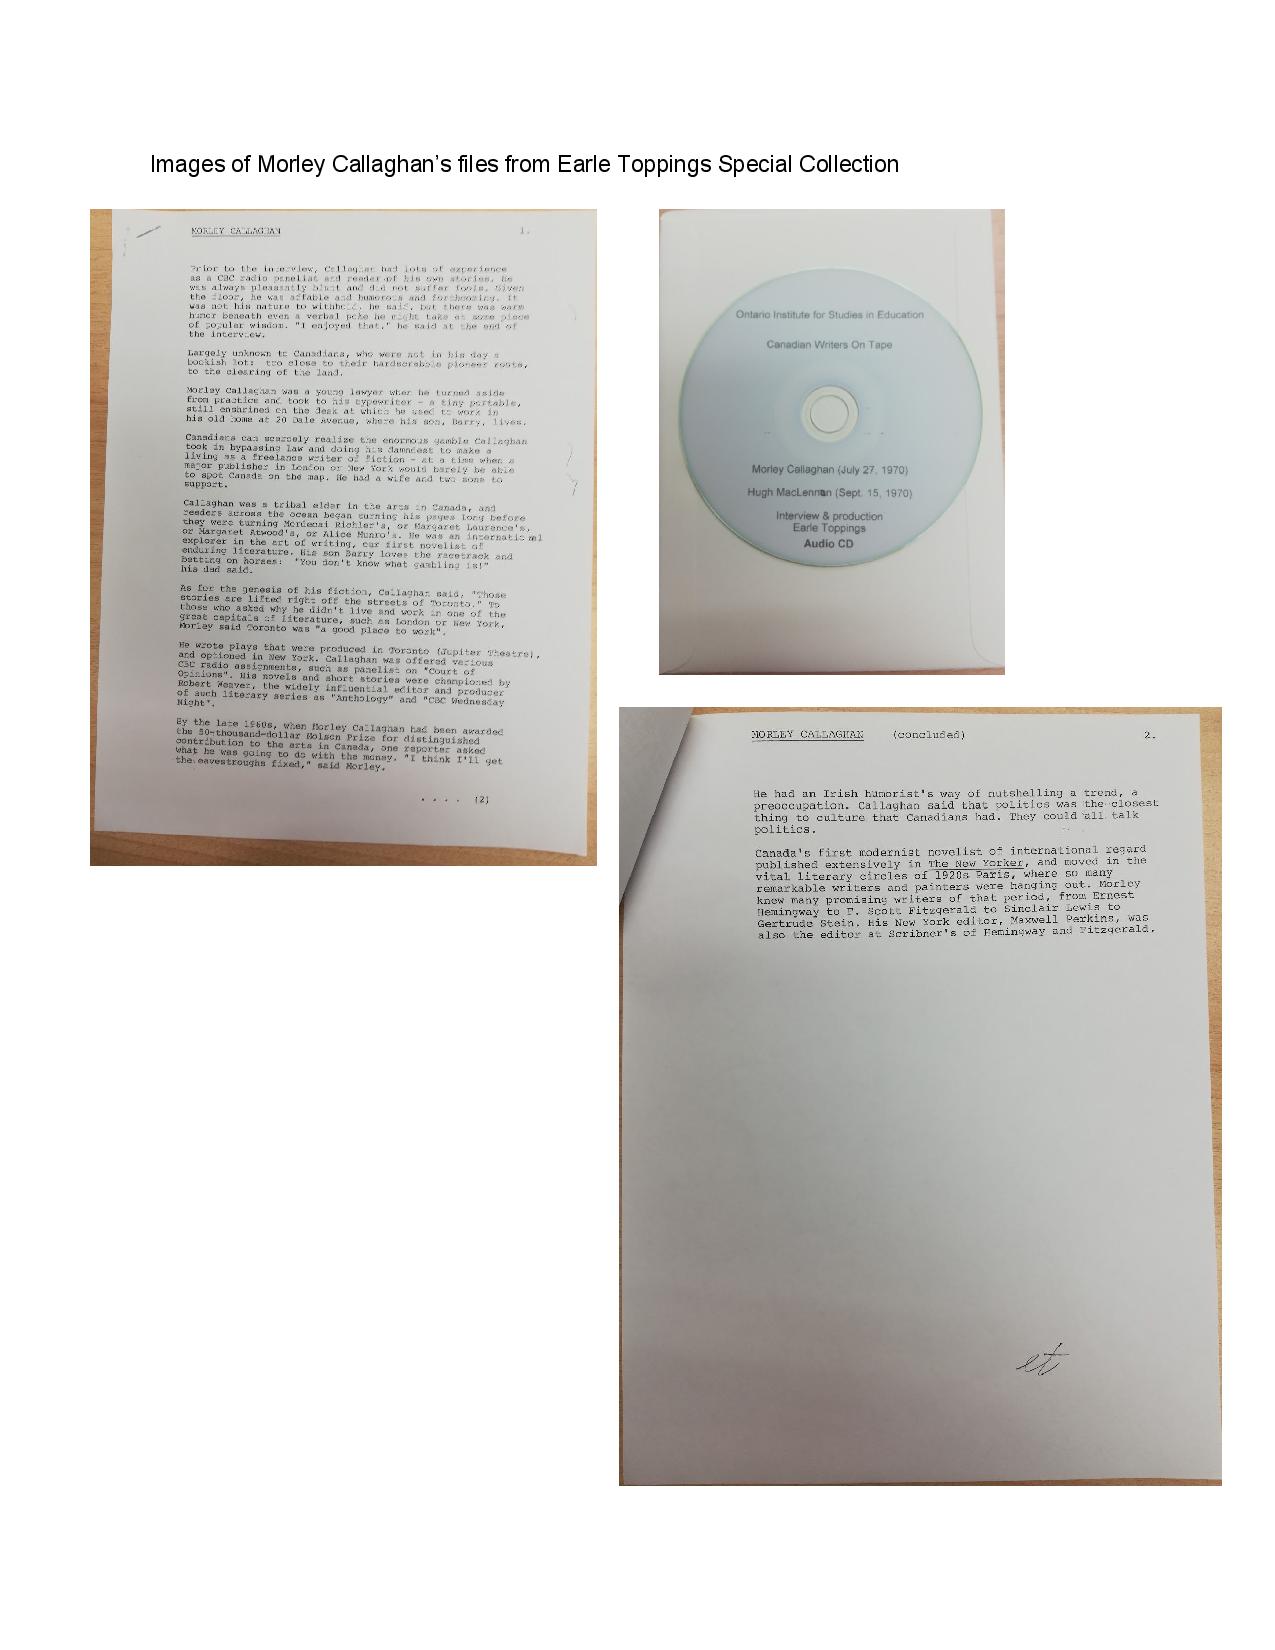 Images of Morley Callaghan's files from Earle Toppings Special Collection
MORLEY CALLAGHAN 1.
Prior to the interview, Callaghan had lots of experience
as a CBC radio panelist and reader of his own stories. He
was always pleasantly blunt and did not suffer fools. Given
the floor, he was affable and humorous and forthcoming. It
was not his nature to withhold, he said, but there was warm
humor beneath even a verbal poke he might take at some piece
of popular wisdom. "I enjoyed that," he said at the end of
the interview.
Largely unknown to Canadians, who were not in his day a
bookish lot: too close to their hardscrabble pioneer roots,
to the clearing of the land.
Morley Callaghan was a young lawyer when he turned aside
from practice and took to his typewriter - a tiny portable,
still enshrined on the desk at which he used to work in
his old home at 20 Dale Avenue, where his son, Barry, lives.
Canadians can scarcely realize the enormous gamble Callaghan
took in bypassing law and doing his damndest to make a
living as a freelance writer of fiction - at a time when a
major publisher in London or New York would barely be able
to spot Canada on the map. He had a wife and two sons to
support.
Callaghan was a tribal elder in the arts in Canada, and
readers across the ocean began turning his pages long before
they were turning Mordecai Richler's, or Margaret Laurence's,
or Margaret Atwood's, or Alice Munro's. He was an international
explorer in the art of writing, our first novelist of
enduring literature. His son Barry loves the racetrack and
betting on horses: "You don't know what gambling is!"
his dad said.
As for the genesis of his fiction, Callaghan said, "Those
stories are lifted right off the streets of Toronto." To
those who asked why he didn't live and work in one of the
great capitals of literature, such as London or New York,
Morley said Toronto was "a good place to work".
He wrote plays that were produced in Toronto (Jupiter Theatre),
and optioned in New York. Callaghan was offered various
CBC radio assignments, such as panelist on "Court of
Opinions". His novels and short stories were championed by
Robert Weaver, the widely influential editor and producer
of such literary series as "Anthology" and "CBC Wednesday
Night".
By the late 1960s, when Morley Callaghan had been awarded
the 50-thousand-dollar Molson Prize for distinguished
contribution to the arts in Canada, one reporter asked
what he was going to do with the money. "I think I'll get
the eavestroughs fixed," said Morley.
. . . . (2)
Ontario Institute for Studies in Education
Canadian Writers On Tape
Morley Callaghan (July 27, 1970)
Hugh MacLennan (Sept. 15, 1970)
Interview & production
Earle Toppings
Audio CD
MORLEY CALLAGHAN (concluded) 2.
He had an Irish humorist's way of nutshelling a trend, a
preoccupation. Callaghan said that politics was the closest
thing to culture that Canadians had. They could all talk
politics.
Canada's first modernist novelist of international regard
published extensively in The New Yorker, and moved in the
vital literary circles of 1920s Paris, where so many
remarkable writers and painters were hanging out. Morley
knew many promising writers of that period, from Ernest
Hemingway to F. Scott Fitzgerald to Sinclair Lewis to
Gertrude Stein. His New York editor, Maxwell Perkins, was
also the editor at Scribner's of Hemingway and Fitzgerald.
et